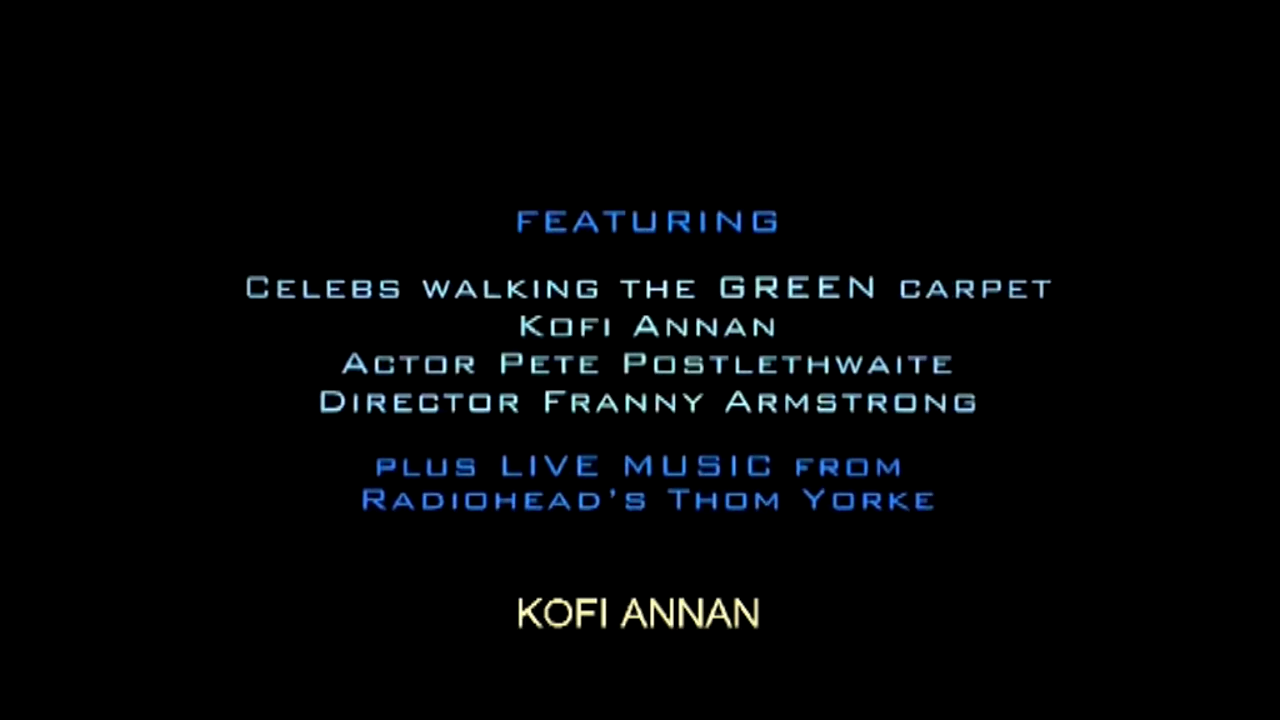 FEATURING
CELEBS WALKING THE GREEN CARPET
KOFI ANNAN
ACTOR PETE POSTLETHWAITE
DIRECTOR FRANNY ARMSTRONG
PLUS LIVE MUSIC FROM
RADIOHEAD'S THOM YORKE
KOFI ANNAN